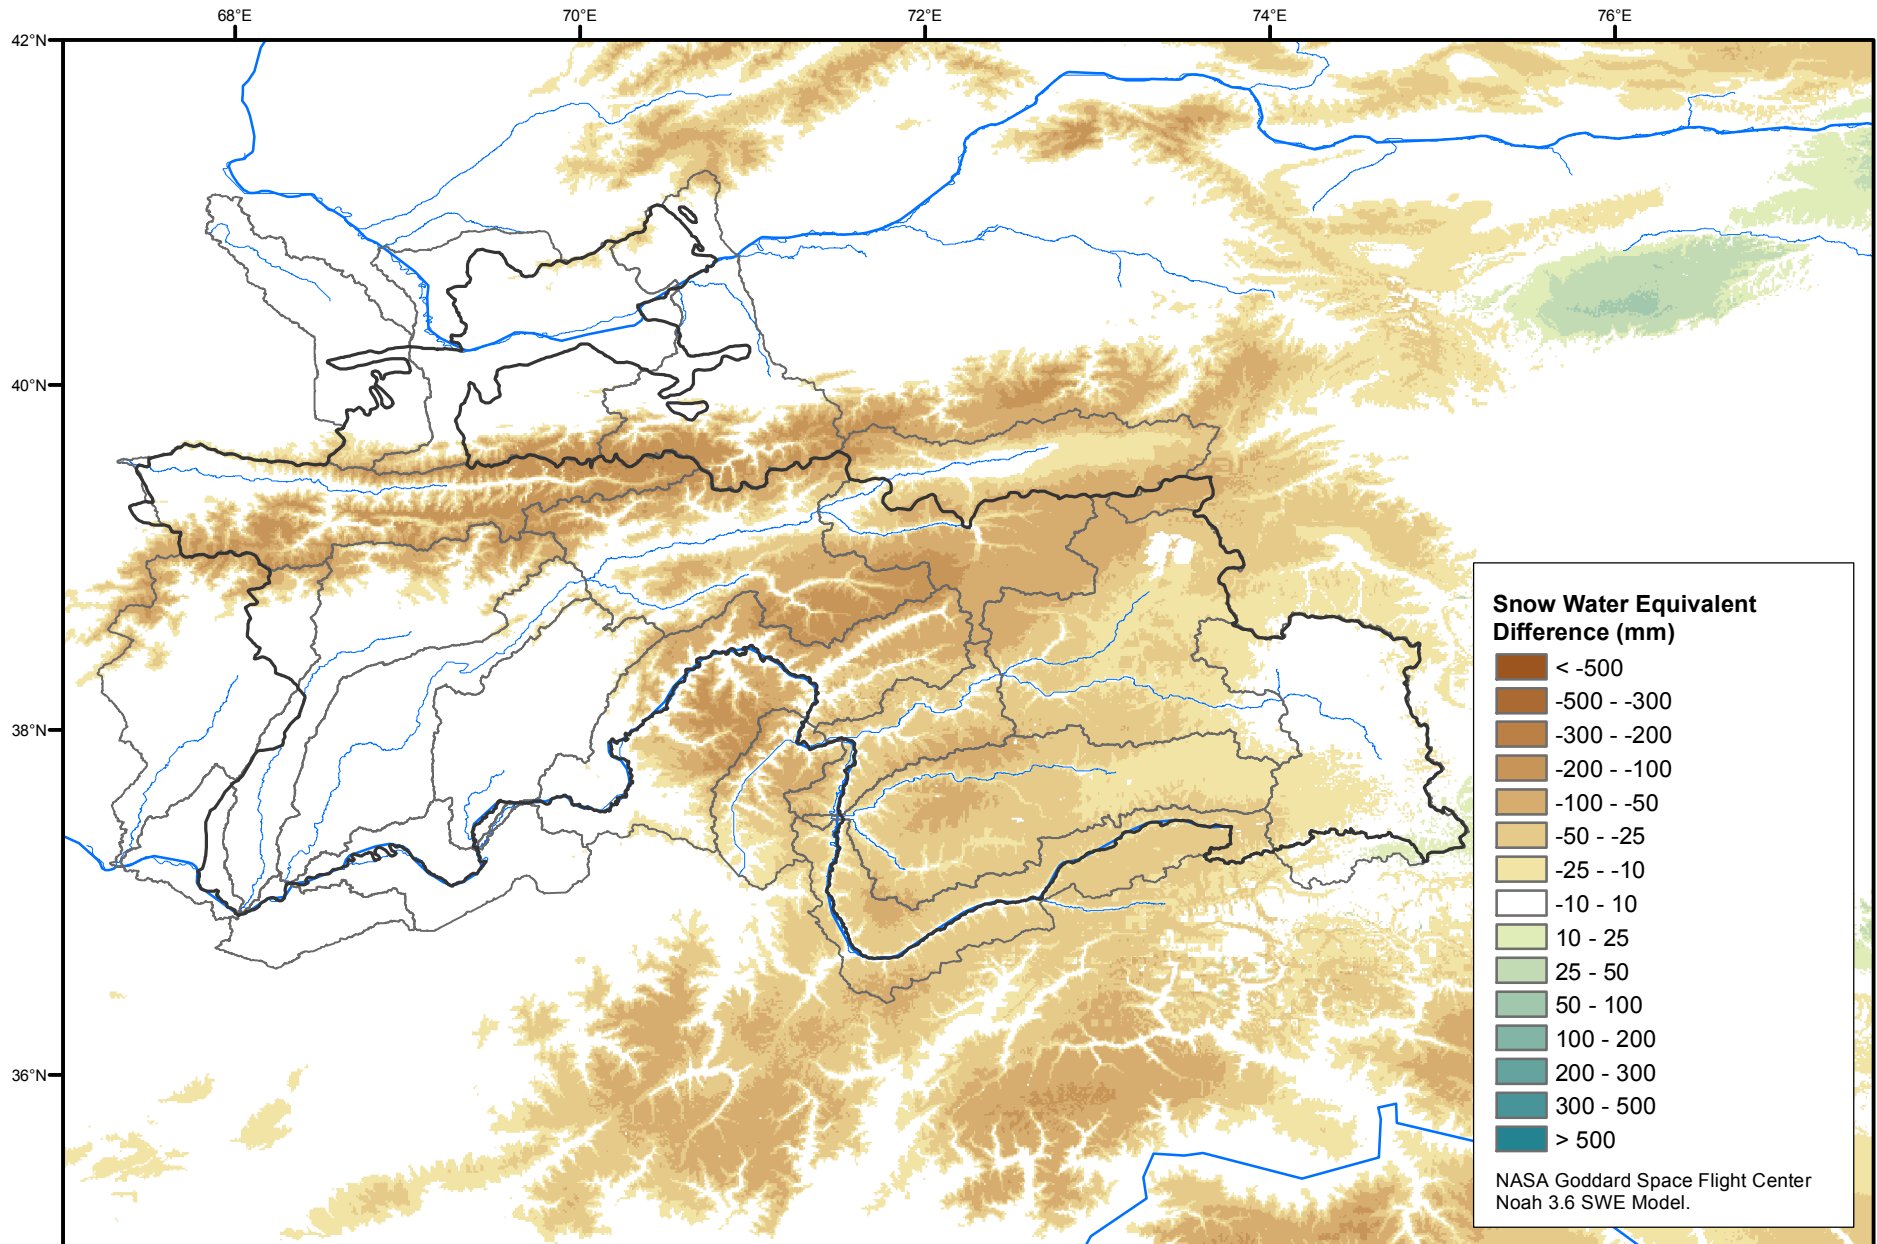 68°E
70°E
72°E
74°E
76°E
42°N
40°N
38°N
36°N
Snow Water Equivalent
Difference (mm)
< -500
-500 - -300
-300 - -200
-200 - -100
-100 - -50
-50 - -25
-25 - -10
-10 - 10
10 - 25
25 - 50
50 - 100
100 - 200
200 - 300
300 - 500
> 500
NASA Goddard Space Flight Center
Noah 3.6 SWE Model.